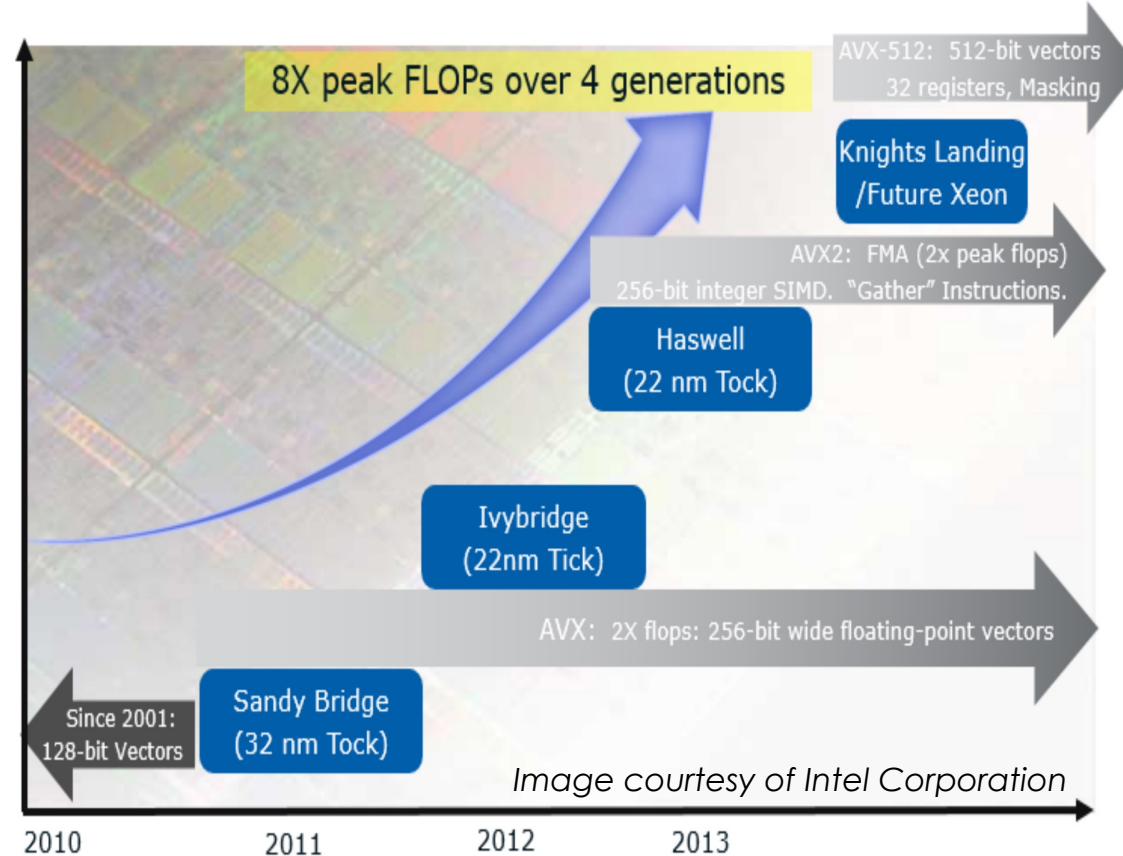 AVX-512: 512-bit vectors
32 registers, Masking
8X peak FLOPs over 4 generations
Knights Landing
/Future Xeon
AVX2: FMA (2x peak flops)
256-bit integer SIMD. "Gather" Instructions.
Haswell
(22 nm Tock)
Ivybridge
(22nm Tick)
AVX: 2X flops: 256-bit wide floating-point vectors
Since 2001:
128-bit Vectors
Sandy Bridge
(32 nm Tock)
Image courtesy of Intel Corporation
2010 2011 2012 2013